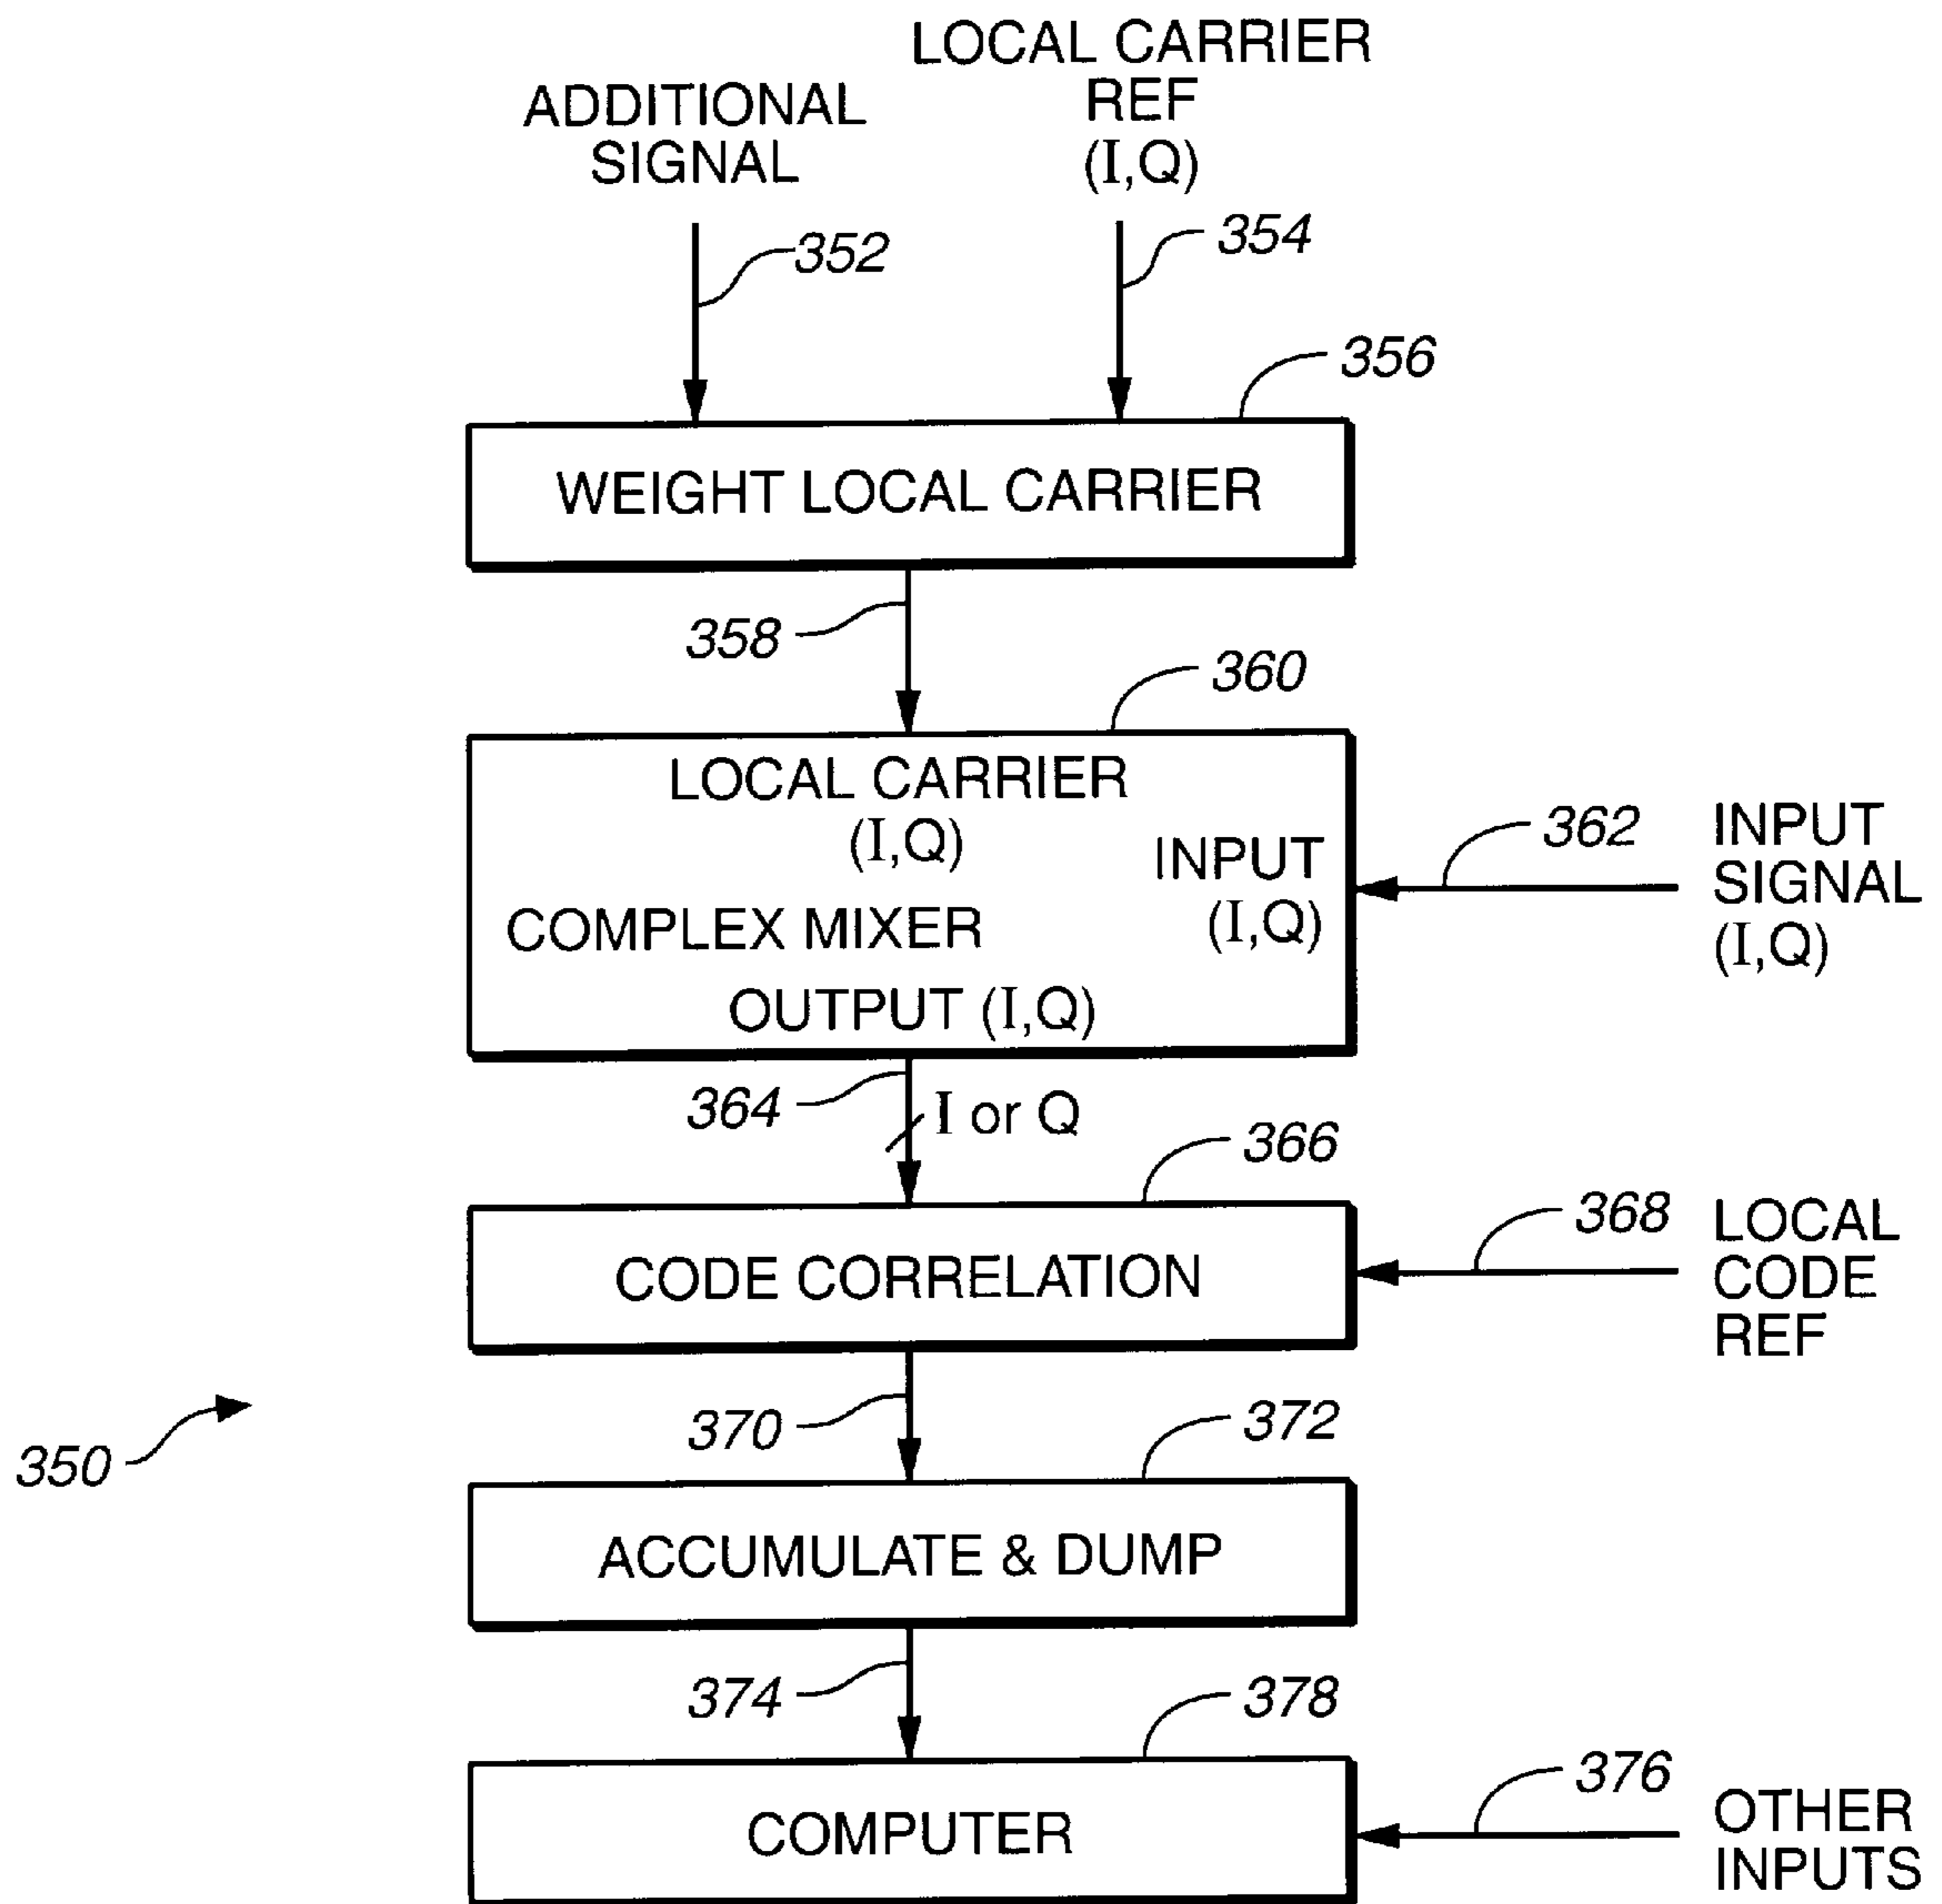 LOCAL CARRIER
REF
(I,Q)
ADDITIONAL
SIGNAL
352
354
356
WEIGHT LOCAL CARRIER
358
360
LOCAL CARRIER
(I,Q)
INPUT
(I,Q)
COMPLEX MIXER
OUTPUT (I,Q)
362
INPUT
SIGNAL
(I,Q)
364
I or Q
366
CODE CORRELATION
368
LOCAL
CODE
REF
350
370
372
ACCUMULATE & DUMP
374
378
COMPUTER
376
OTHER
INPUTS